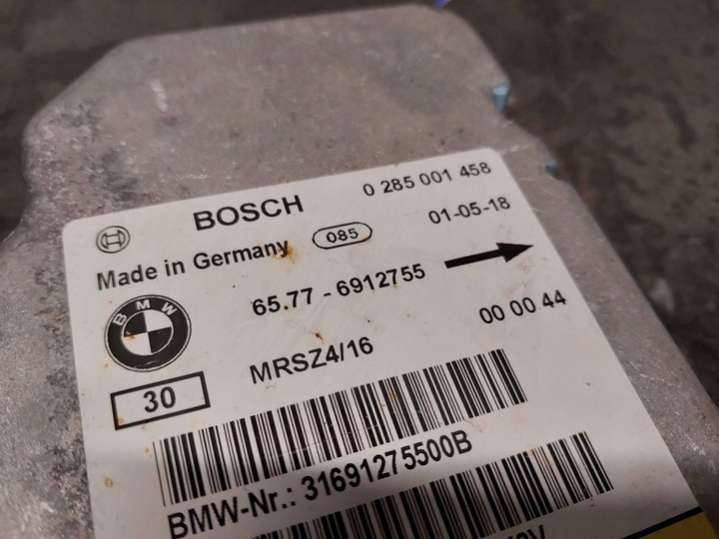 BOSCH 0 285 001 458
Made in Germany 085 01-05-18
BMW 65.77 - 6912755
MRSZ4/16 00 00 44
30
BMW-Nr.: 31691275500B